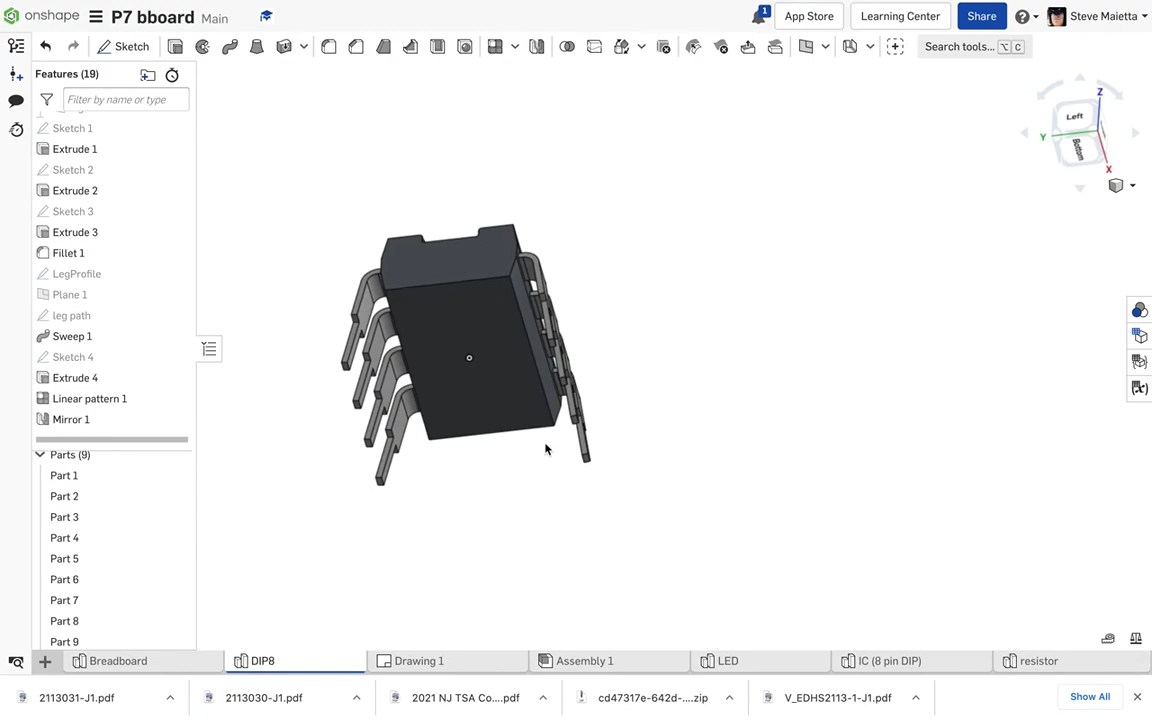 onshape P7 bboard Main
1 App Store Learning Center Share Steve Maietta
Sketch Search tools... ⌥ C
Features (19)
Filter by name or type
Sketch 1
Extrude 1
Sketch 2
Extrude 2
Sketch 3
Extrude 3
Fillet 1
LegProfile
Plane 1
leg path
Sweep 1
Sketch 4
Extrude 4
Linear pattern 1
Mirror 1
Parts (9)
Part 1
Part 2
Part 3
Part 4
Part 5
Part 6
Part 7
Part 8
Part 9
Z
Left
Y
Bottom
X
Breadboard DIP8 Drawing 1 Assembly 1 LED IC (8 pin DIP) resistor
2113031-J1.pdf 2113030-J1.pdf 2021 NJ TSA Co....pdf cd47317e-642d-....zip V_EDHS2113-1-J1.pdf Show All